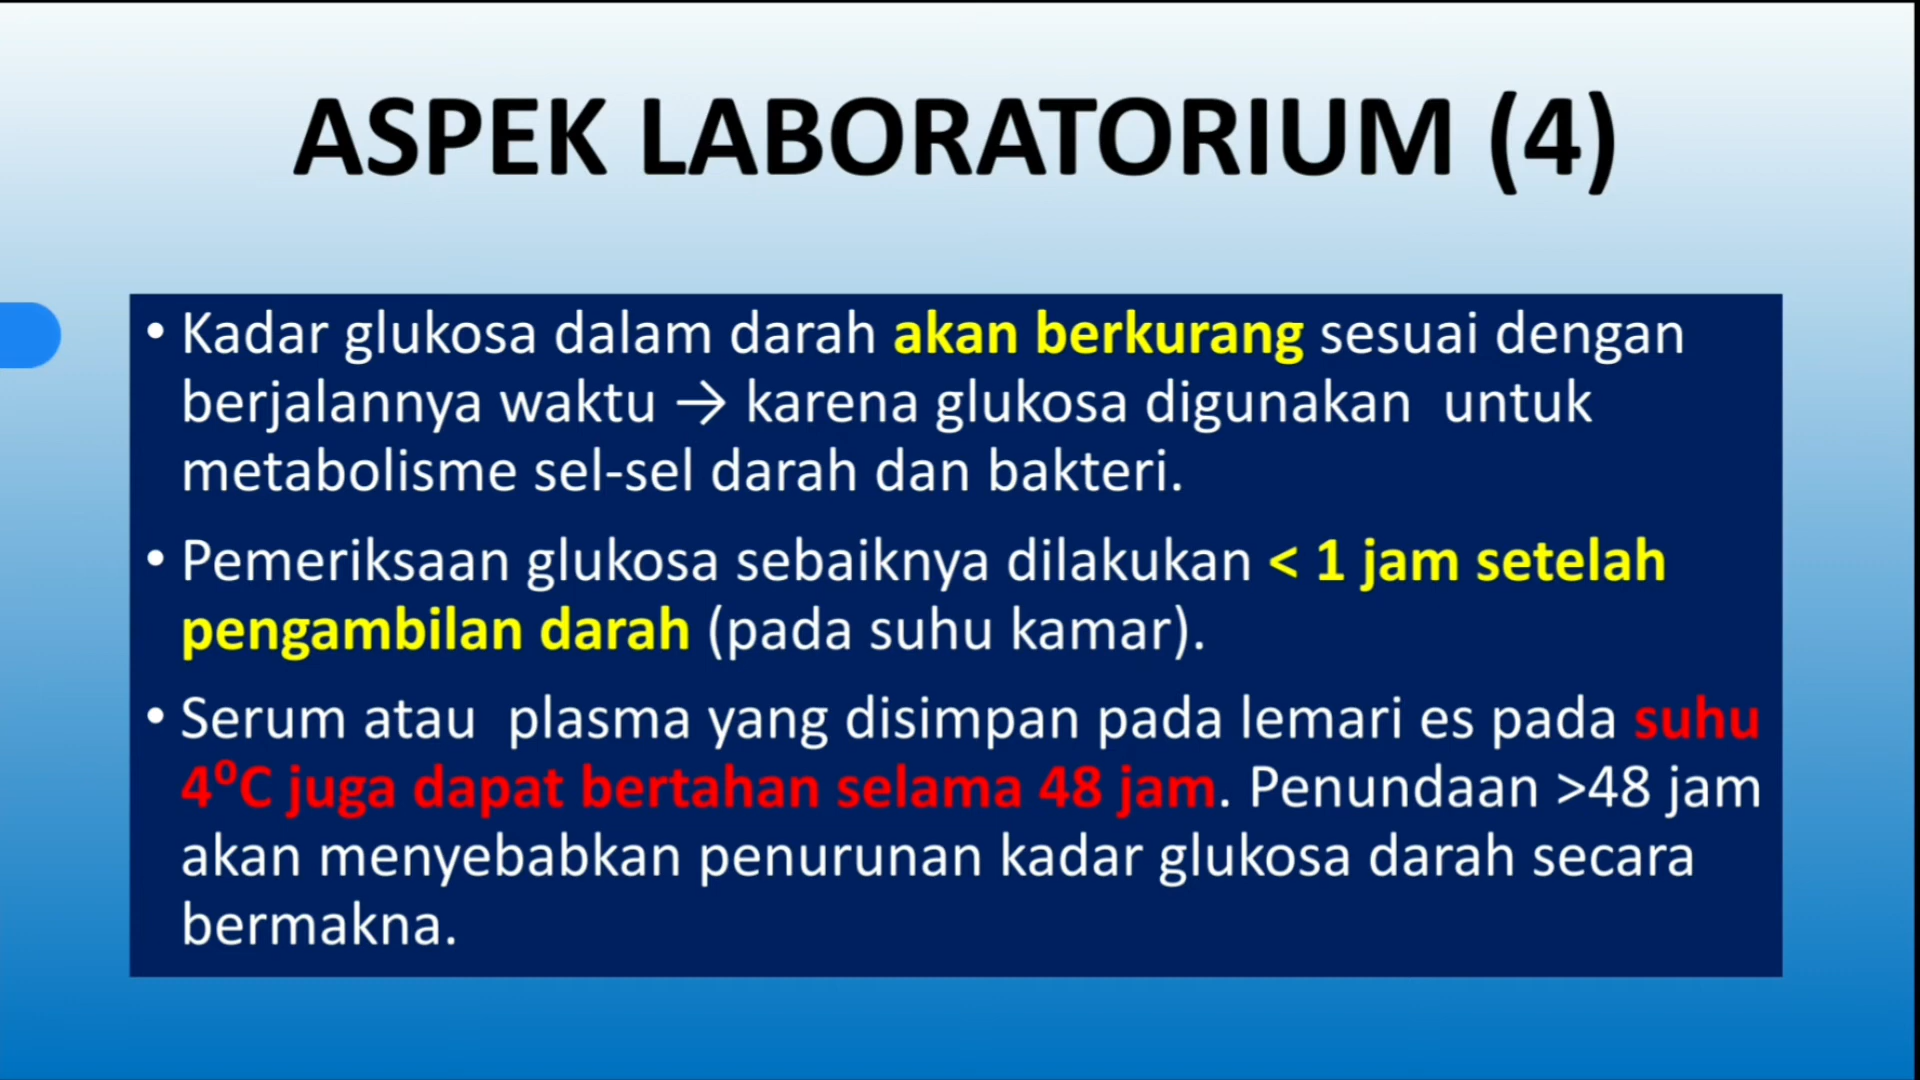 ASPEK LABORATORIUM (4)
• Kadar glukosa dalam darah akan berkurang sesuai dengan
berjalannya waktu → karena glukosa digunakan untuk
metabolisme sel-sel darah dan bakteri.
• Pemeriksaan glukosa sebaiknya dilakukan < 1 jam setelah
pengambilan darah (pada suhu kamar).
• Serum atau plasma yang disimpan pada lemari es pada suhu
4⁰C juga dapat bertahan selama 48 jam. Penundaan >48 jam
akan menyebabkan penurunan kadar glukosa darah secara
bermakna.